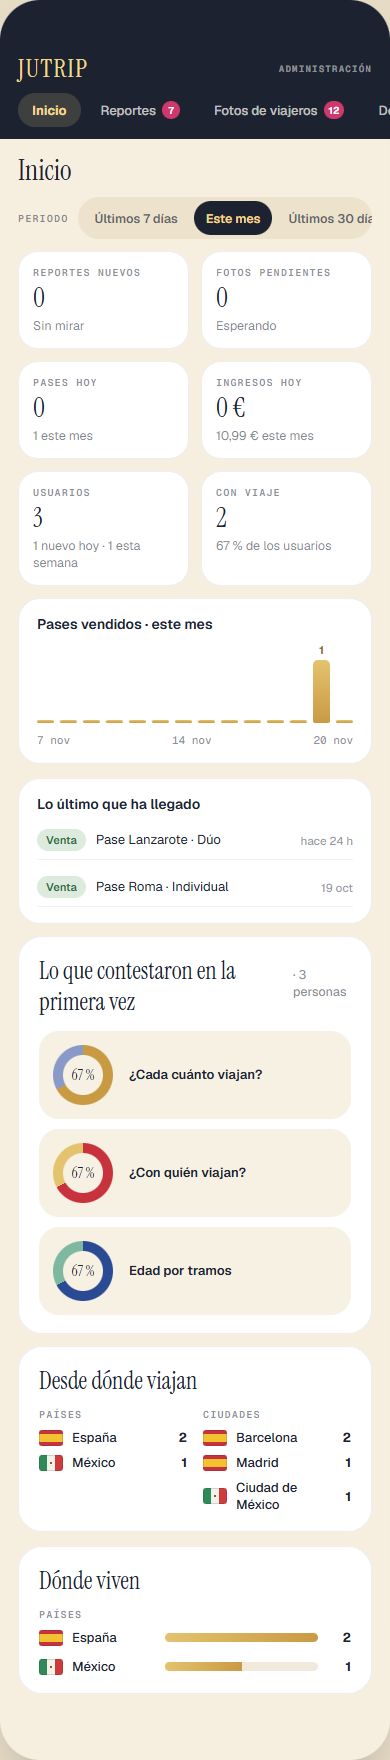 JUTRIP
ADMINISTRACIÓN
Inicio
Reportes 7
Fotos de viajeros 12
Inicio
PERIODO
Últimos 7 días
Este mes
Últimos 30 día
REPORTES NUEVOS
0
Sin mirar
FOTOS PENDIENTES
0
Esperando
PASES HOY
0
1 este mes
INGRESOS HOY
0 €
10,99 € este mes
USUARIOS
3
1 nuevo hoy · 1 esta
semana
CON VIAJE
2
67 % de los usuarios
Pases vendidos · este mes
1
7 nov
14 nov
20 nov
Lo último que ha llegado
Venta Pase Lanzarote · Dúo hace 24 h
Venta Pase Roma · Individual 19 oct
Lo que contestaron en la
primera vez
· 3
personas
67 % ¿Cada cuánto viajan?
67 % ¿Con quién viajan?
67 % Edad por tramos
Desde dónde viajan
PAÍSES
España 2
México 1
CIUDADES
Barcelona 2
Madrid 1
Ciudad de
México 1
Dónde viven
PAÍSES
España 2
México 1